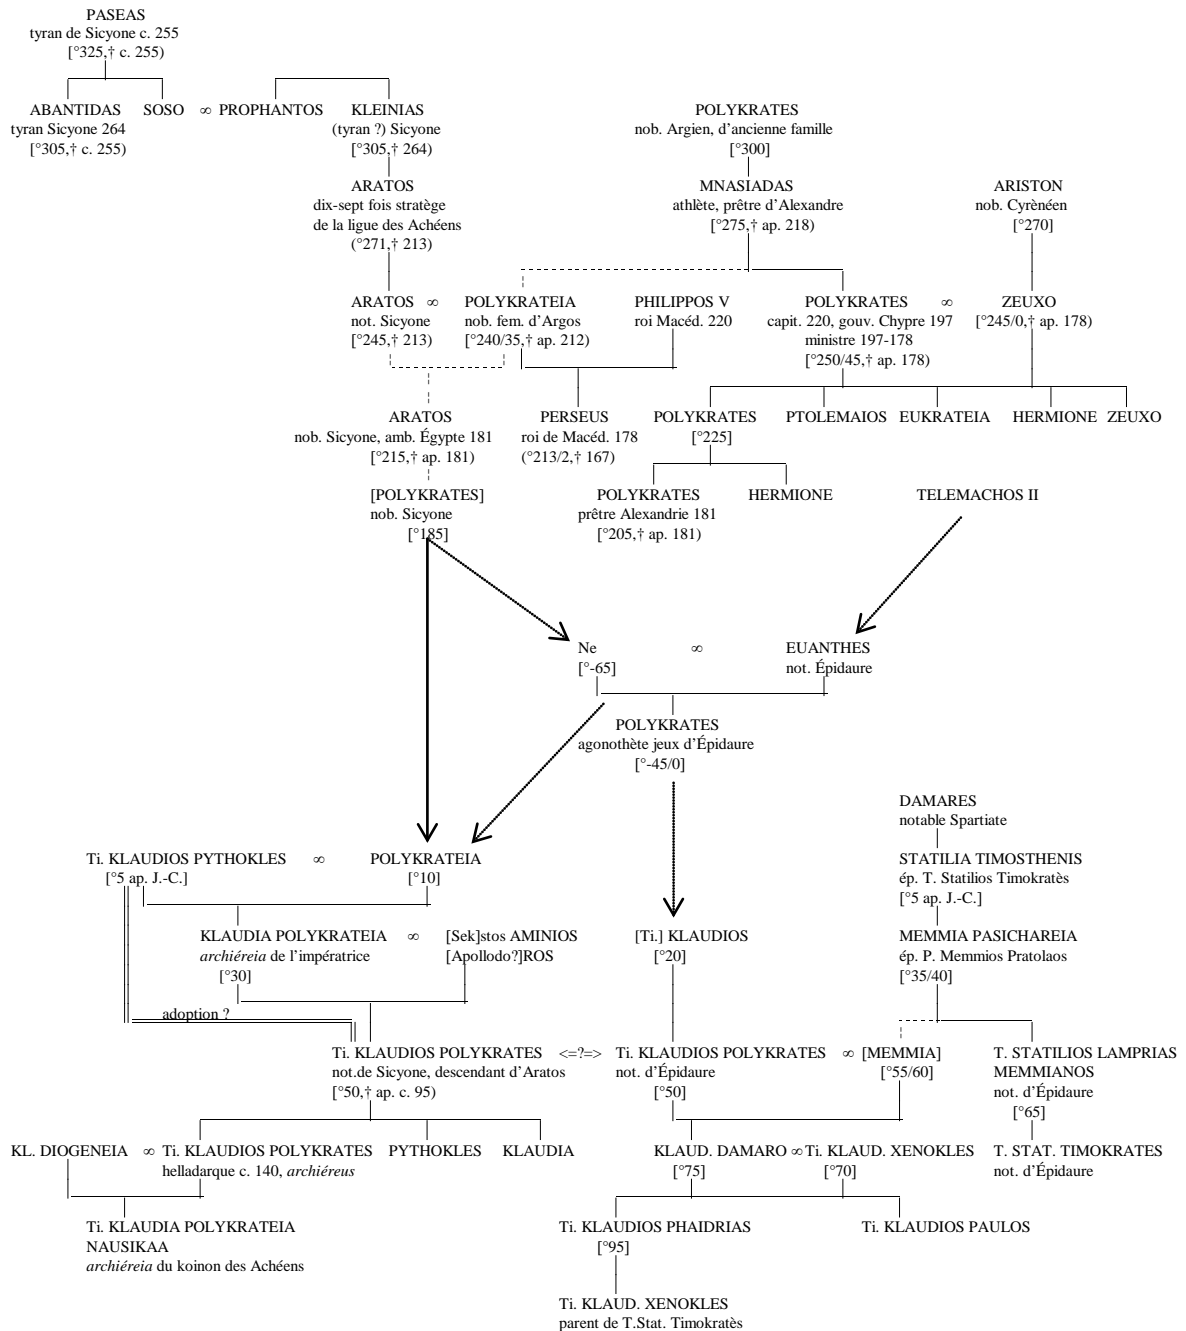 PASEAS
tyran de Sicyone c. 255
[°325,† c. 255)
ABANTIDAS SOSO ∞ PROPHANTOS KLEINIAS POLYKRATES
tyran Sicyone 264 (tyran ?) Sicyone nob. Argien, d’ancienne famille
[°305,† c. 255) [°305,† 264) [°300]
ARATOS MNASIADAS ARISTON
dix-sept fois stratège athlète, prêtre d’Alexandre nob. Cyrènéen
de la ligue des Achéens [°275,† ap. 218) [°270]
(°271,† 213)
ARATOS ∞ POLYKRATEIA PHILIPPOS V POLYKRATES ∞ ZEUXO
not. Sicyone nob. fem. d’Argos roi Macéd. 220 capit. 220, gouv. Chypre 197 [°245/0,† ap. 178)
[°245,† 213) [°240/35,† ap. 212) ministre 197-178
[°250/45,† ap. 178)
ARATOS PERSEUS POLYKRATES PTOLEMAIOS EUKRATEIA HERMIONE ZEUXO
nob. Sicyone, amb. Égypte 181 roi de Macéd. 178 [°225]
[°215,† ap. 181) (°213/2,† 167)
[POLYKRATES] POLYKRATES HERMIONE TELEMACHOS II
nob. Sicyone prêtre Alexandrie 181
[°185] [°205,† ap. 181)
Ne ∞ EUANTHES
[°-65] not. Épidaure
POLYKRATES
agonothète jeux d’Épidaure
[°-45/0]
DAMARES
notable Spartiate
Ti. KLAUDIOS PYTHOKLES ∞ POLYKRATEIA STATILIA TIMOSTHENIS
[°5 ap. J.-C.] [°10] ép. T. Statilios Timokratès
[°5 ap. J.-C.]
KLAUDIA POLYKRATEIA ∞ [Sek]stos AMINIOS [Ti.] KLAUDIOS MEMMIA PASICHAREIA
archiéreia de l’impératrice [Apollodo?]ROS [°20] ép. P. Memmios Pratolaos
[°30] [°35/40]
adoption ?
Ti. KLAUDIOS POLYKRATES <=?=> Ti. KLAUDIOS POLYKRATES ∞ [MEMMIA] T. STATILIOS LAMPRIAS
not.de Sicyone, descendant d’Aratos not. d’Épidaure [°55/60] MEMMIANOS
[°50,† ap. c. 95) [°50] not. d’Épidaure
[°65]
KL. DIOGENEIA ∞ Ti. KLAUDIOS POLYKRATES PYTHOKLES KLAUDIA KLAUD. DAMARO ∞ Ti. KLAUD. XENOKLES T. STAT. TIMOKRATES
helladarque c. 140, archiéreus [°75] [°70] not. d’Épidaure
Ti. KLAUDIA POLYKRATEIA Ti. KLAUDIOS PHAIDRIAS Ti. KLAUDIOS PAULOS
NAUSIKAA [°95]
archiéreia du koinon des Achéens
Ti. KLAUD. XENOKLES
parent de T.Stat. Timokratès